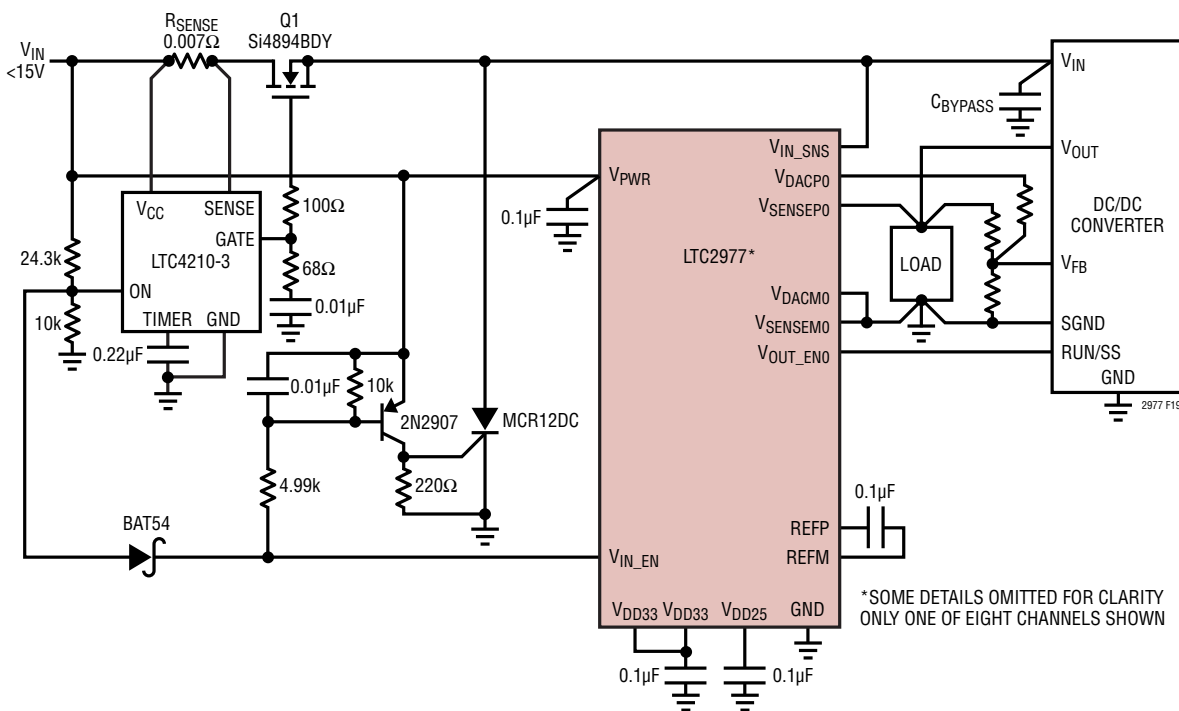 RSENSE
0.007Ω
Q1
Si4894BDY
VIN
<15V
VIN
CBYPASS
VIN_SNS
VOUT
VPWR
VDACP0
VCC
SENSE
100Ω
0.1µF
VSENSEP0
DC/DC
CONVERTER
GATE
24.3k
LTC4210-3
68Ω
LTC2977*
LOAD
VFB
ON
0.01µF
VDACM0
10k
TIMER
GND
VSENSEM0
SGND
0.22µF
VOUT_EN0
RUN/SS
GND
0.01µF
10k
2977 F19
2N2907
MCR12DC
4.99k
220Ω
0.1µF
BAT54
REFP
REFM
VIN_EN
*SOME DETAILS OMITTED FOR CLARITY
ONLY ONE OF EIGHT CHANNELS SHOWN
VDD33
VDD33
VDD25
GND
0.1µF
0.1µF